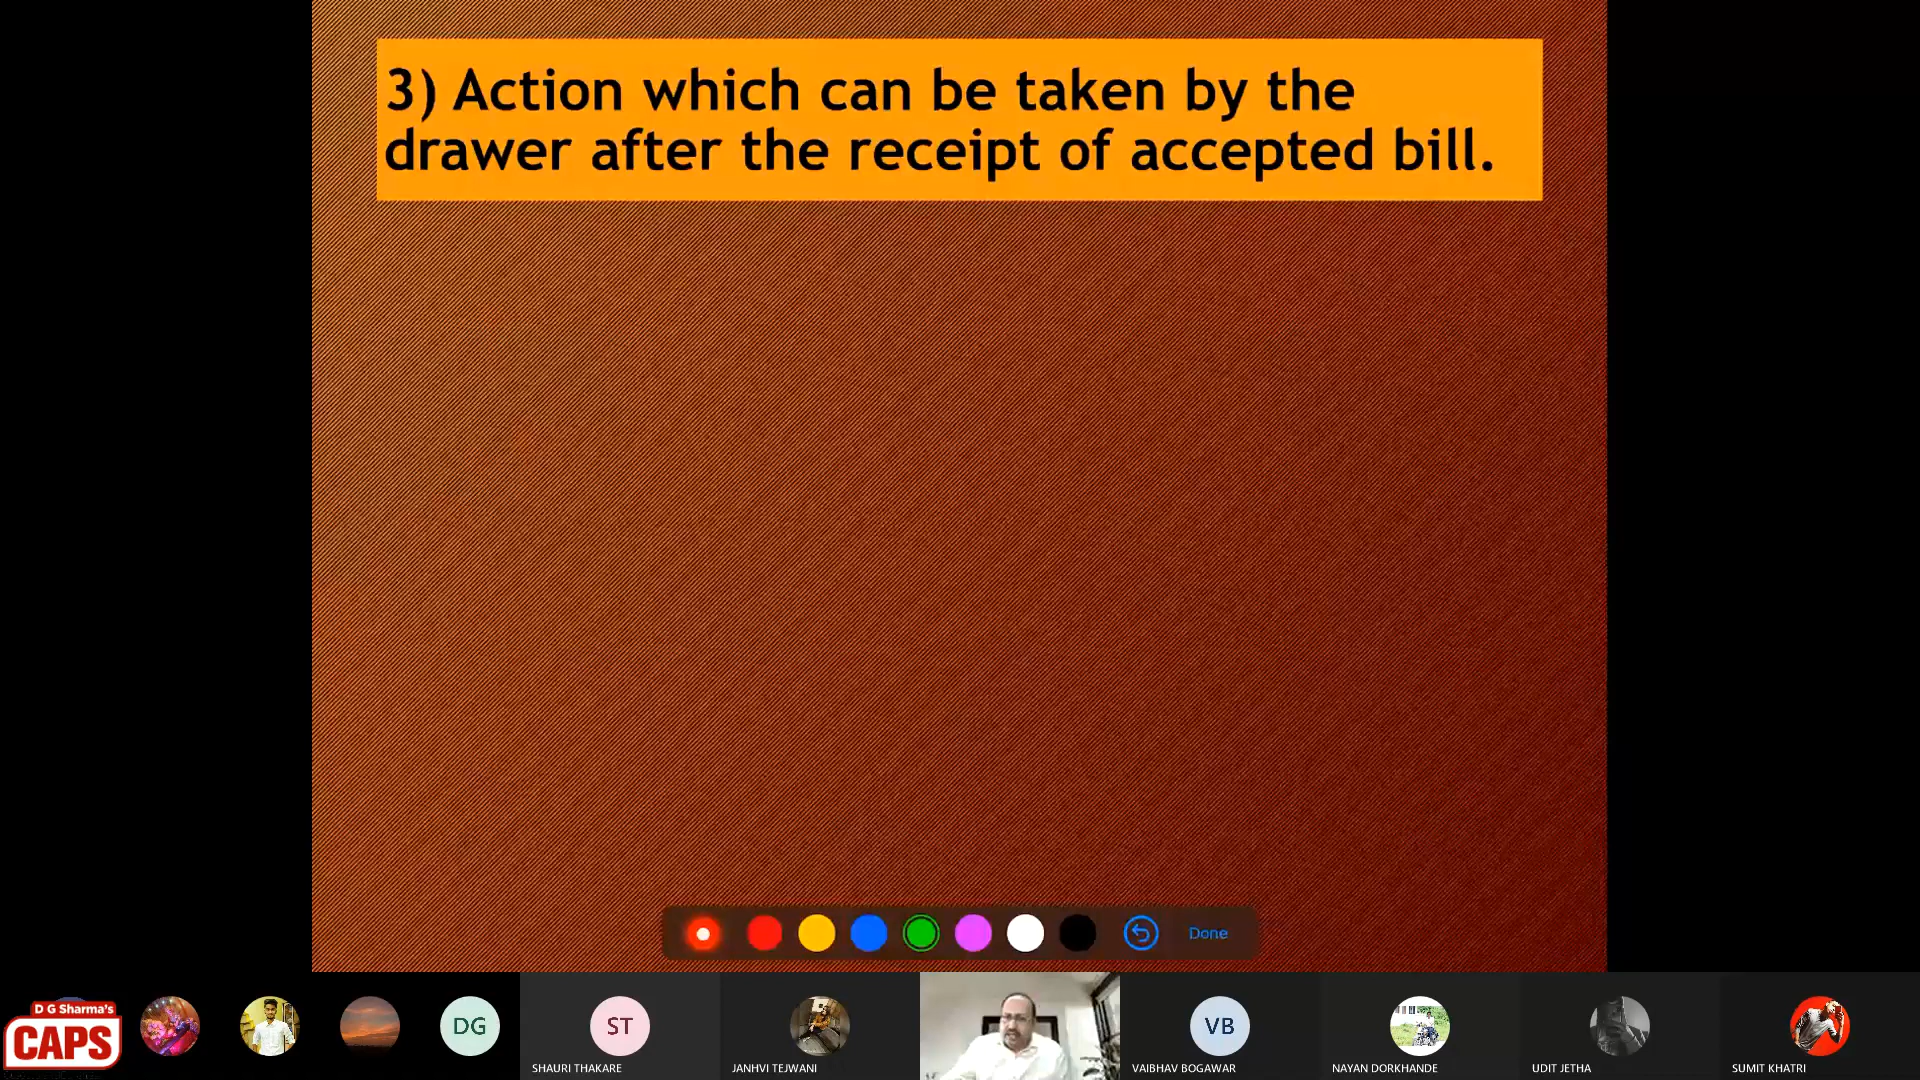 3) Action which can be taken by the
drawer after the receipt of accepted bill.
Done
D G Sharma's
CAPS
DG
ST
SHAURI THAKARE
JANHVI TEJWANI
VB
VAIBHAV BOGAWAR
NAYAN DORKHANDE
UDIT JETHA
SUMIT KHATRI